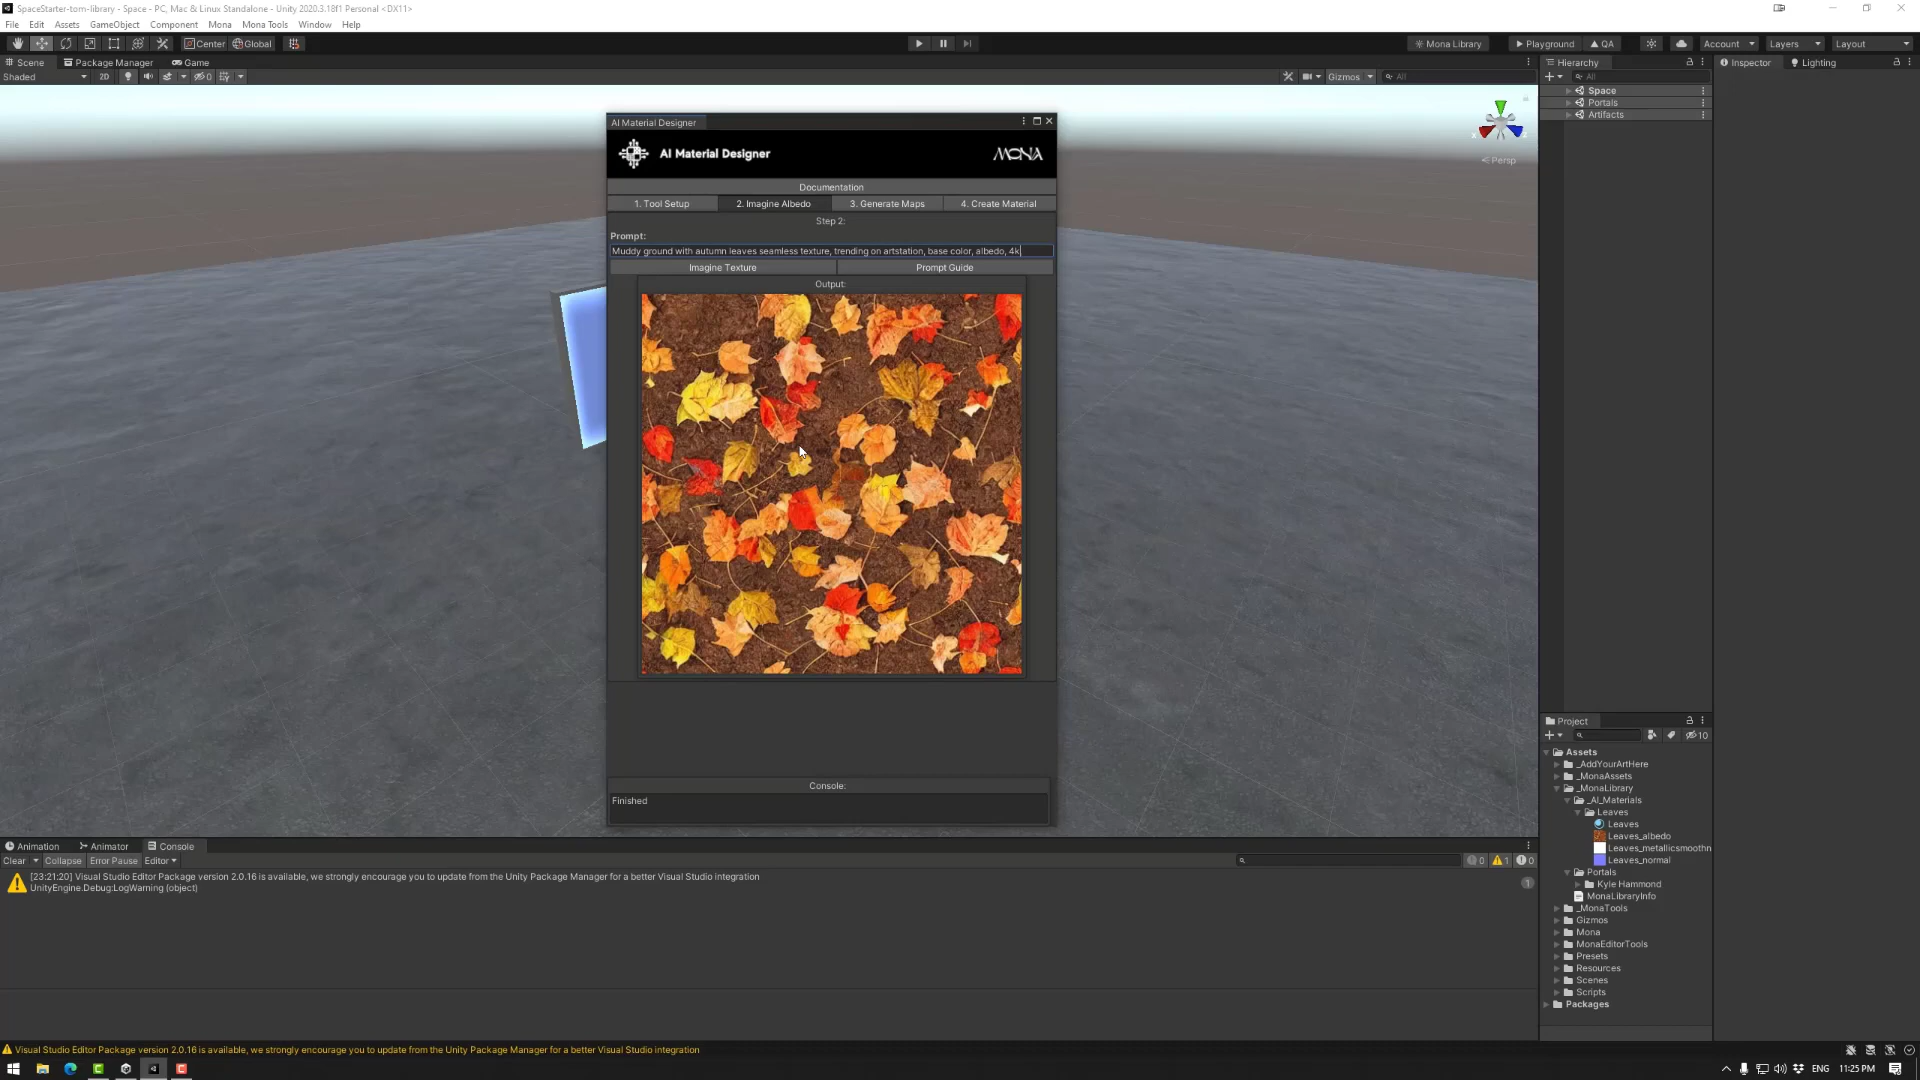 SpaceStarter-tom-library - Space - PC, Mac & Linux Standalone - Unity 2020.3.18f1 Personal <DX11>
File Edit Assets GameObject Component Mona Mona Tools Window Help
Center Global Mona Library Playground QA Account Layers Layout
Scene Package Manager Game
Shaded 2D 0 Gizmos All
Hierarchy
All
Space
Portals
Artifacts
Inspector Lighting
Persp
AI Material Designer
AI Material Designer MONA
Documentation
1. Tool Setup 2. Imagine Albedo 3. Generate Maps 4. Create Material
Step 2:
Prompt:
Muddy ground with autumn leaves seamless texture, trending on artstation, base color, albedo, 4k
Imagine Texture Prompt Guide
Output:
Console:
Finished
Project
10
Assets
_AddYourArtHere
_MonaAssets
_MonaLibrary
_AI_Materials
Leaves
Leaves
Leaves_albedo
Leaves_metallicsmoothn
Leaves_normal
Portals
Kyle Hammond
MonaLibraryInfo
_MonaTools
Gizmos
Mona
MonaEditorTools
Presets
Resources
Scenes
Scripts
Packages
Animation Animator Console
Clear Collapse Error Pause Editor 0 1 0
[23:21:20] Visual Studio Editor Package version 2.0.16 is available, we strongly encourage you to update from the Unity Package Manager for a better Visual Studio integration
UnityEngine.Debug:LogWarning (object)
1
Visual Studio Editor Package version 2.0.16 is available, we strongly encourage you to update from the Unity Package Manager for a better Visual Studio integration
ENG 11:25 PM